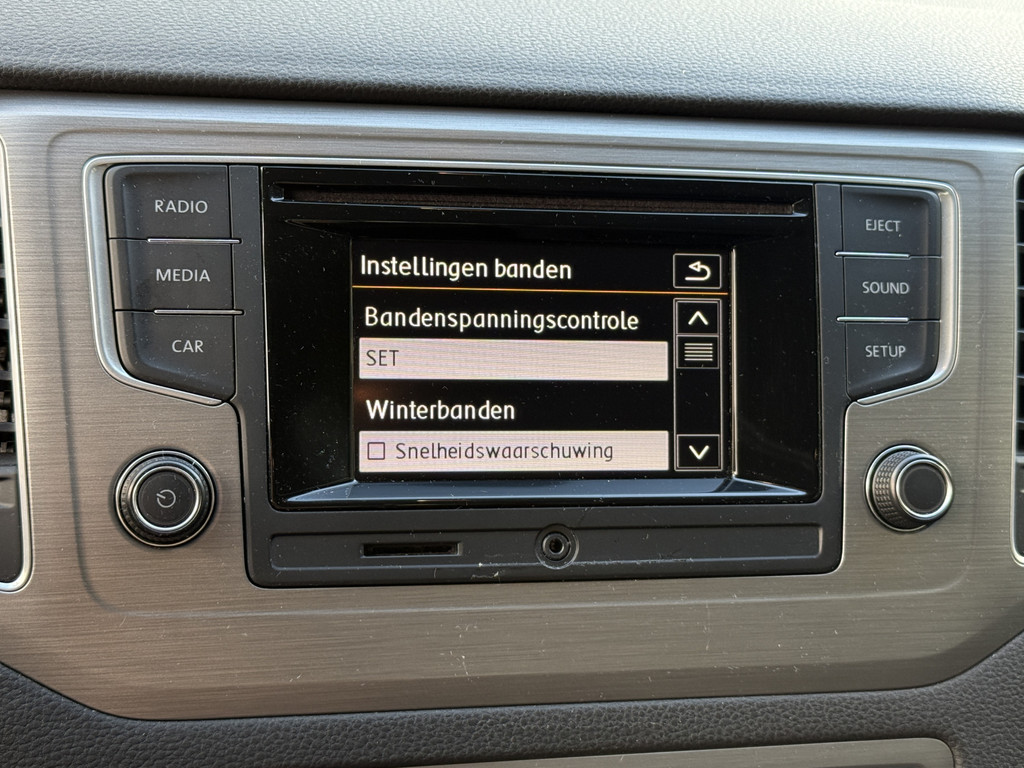 RADIO
MEDIA
CAR
Instellingen banden
Bandenspanningscontrole
SET
Winterbanden
Snelheidswaarschuwing
EJECT
SOUND
SETUP